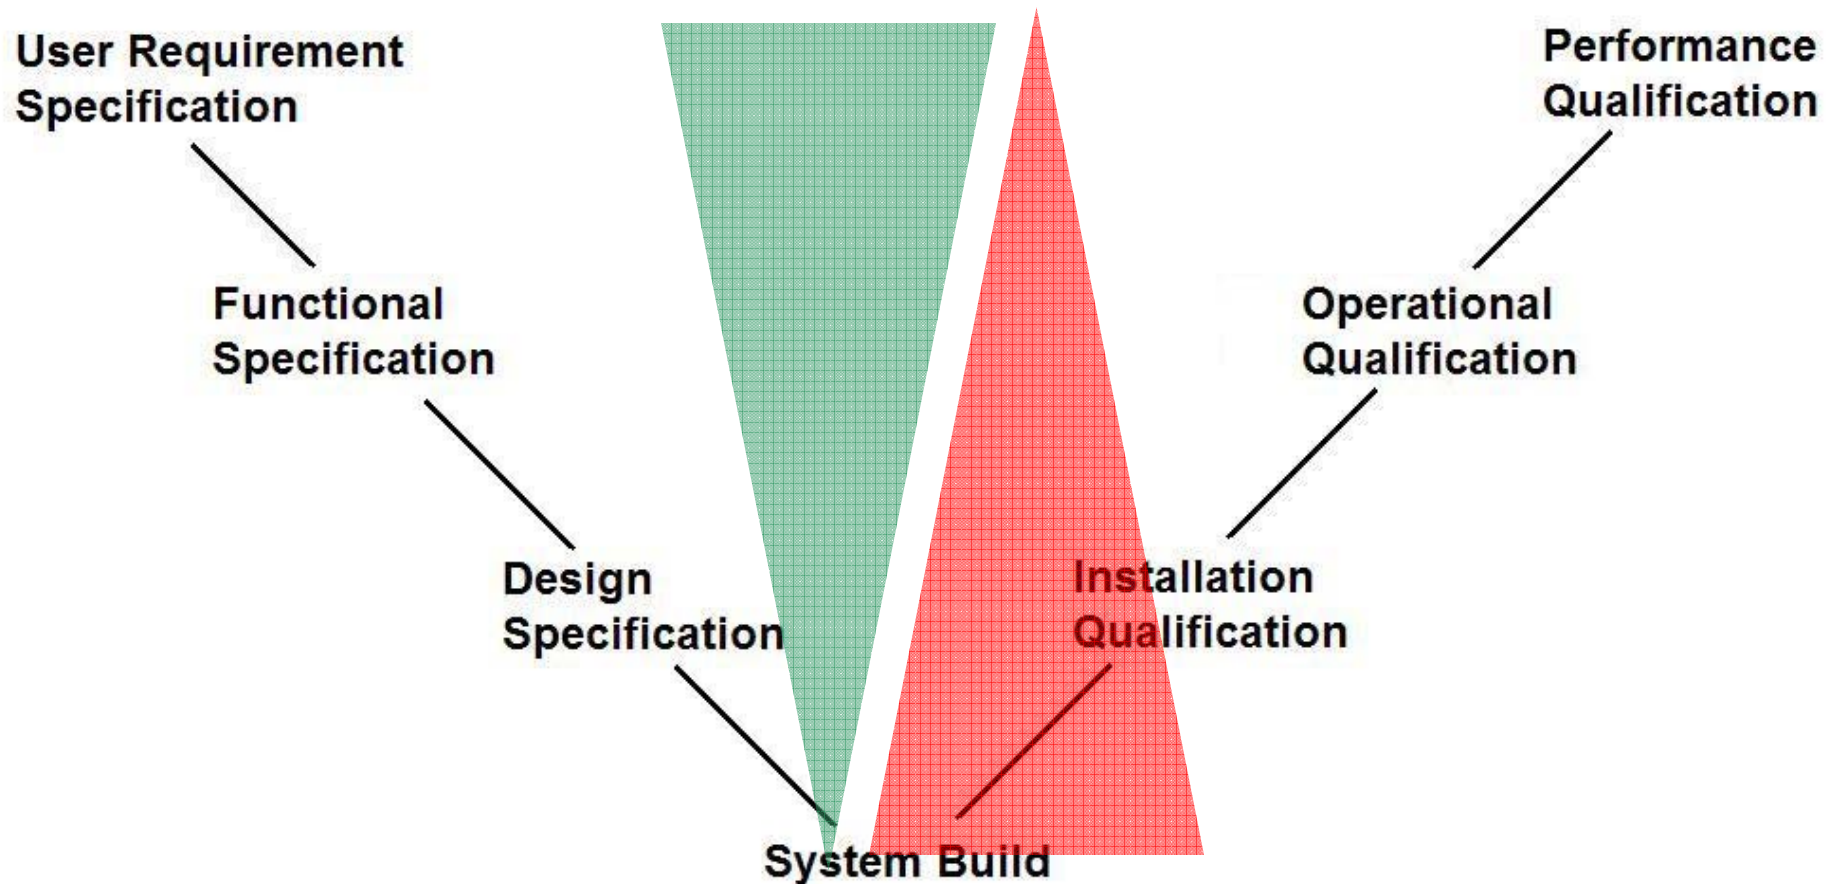 User Requirement
Specification
Performance
Qualification
Functional
Specification
Operational
Qualification
Design
Specification
Installation
Qualification
System Build